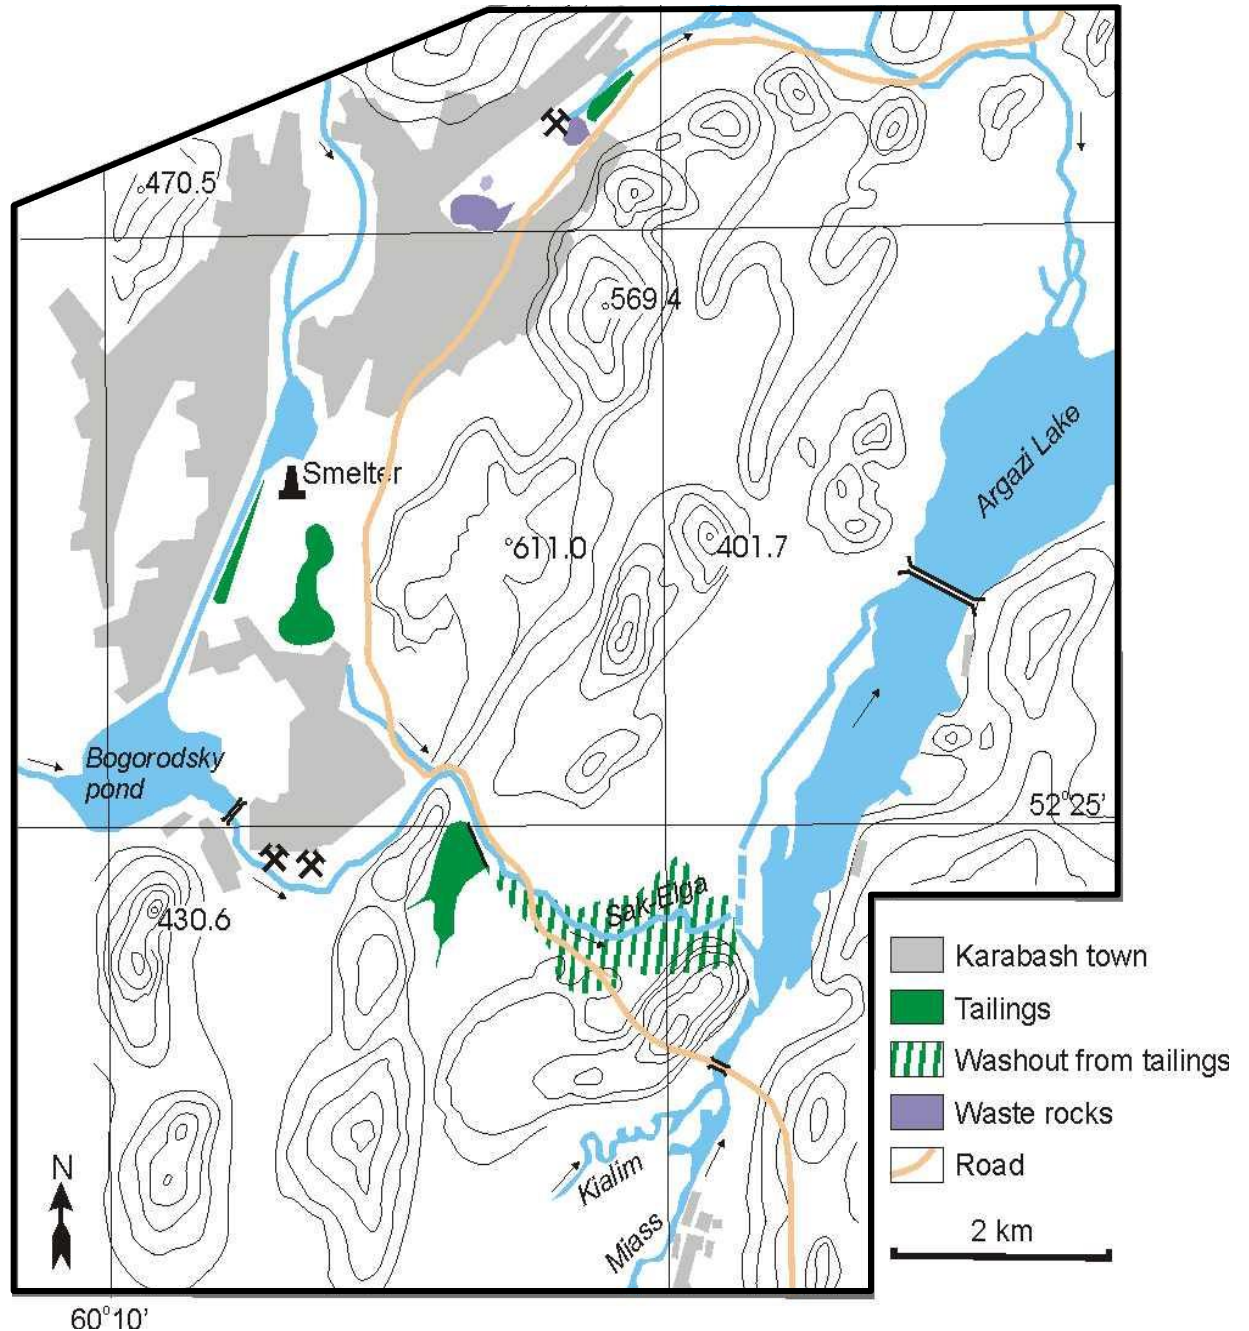 470.5
569.4
Argazi Lake
Smelter
611.0
401.7
Bogorodsky
pond
52°25'
Sak-Elga
430.6
Karabash town
Tailings
Washout from tailings
Waste rocks
Road
N
Kialim
Miass
2 km
60°10'